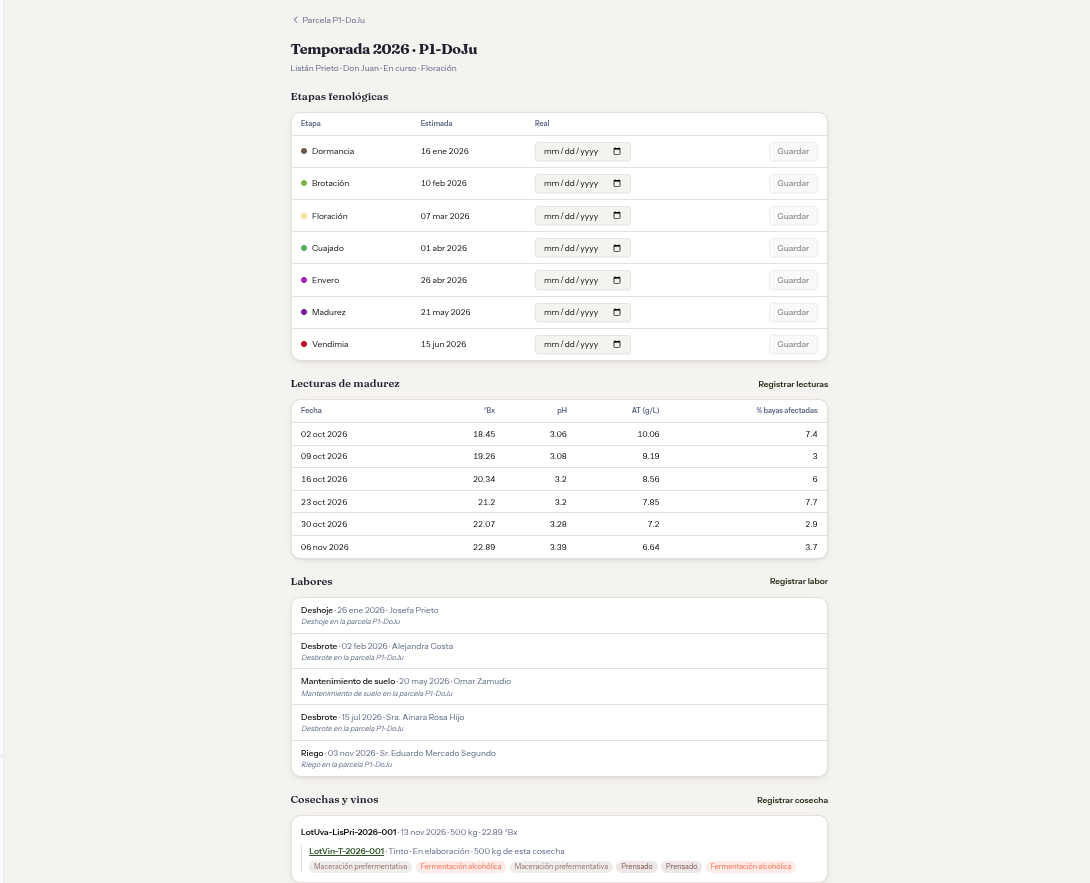 Parcela P1-DoJu
Temporada 2026 · P1-DoJu
Listán Prieto · Don Juan · En curso · Floración
Etapas fenológicas
Etapa Estimada Real
Dormancia 16 ene 2026 mm/dd/yyyy Guardar
Brotación 10 feb 2026 mm/dd/yyyy Guardar
Floración 07 mar 2026 mm/dd/yyyy Guardar
Cuajado 01 abr 2026 mm/dd/yyyy Guardar
Envero 26 abr 2026 mm/dd/yyyy Guardar
Madurez 21 may 2026 mm/dd/yyyy Guardar
Vendimia 15 jun 2026 mm/dd/yyyy Guardar
Lecturas de madurez Registrar lecturas
Fecha °Bx pH AT (g/L) % bayas afectadas
02 oct 2026 18.45 3.06 10.06 7.4
09 oct 2026 19.26 3.08 9.19 3
16 oct 2026 20.34 3.2 8.56 6
23 oct 2026 21.2 3.2 7.85 7.7
30 oct 2026 22.07 3.28 7.2 2.9
06 nov 2026 22.89 3.39 6.64 3.7
Labores Registrar labor
Deshoje · 26 ene 2026 · Josefa Prieto
Deshoje en la parcela P1-DoJu
Desbrote · 02 feb 2026 · Alejandra Costa
Desbrote en la parcela P1-DoJu
Mantenimiento de suelo · 20 may 2026 · Omar Zamudio
Mantenimiento de suelo en la parcela P1-DoJu
Desbrote · 15 jul 2026 · Sra. Ainara Rosa Hijo
Desbrote en la parcela P1-DoJu
Riego · 03 nov 2026 · Sr. Eduardo Mercado Segundo
Riego en la parcela P1-DoJu
Cosechas y vinos Registrar cosecha
LotUva-LisPri-2026-001 · 13 nov 2026 · 500 kg · 22.89 °Bx
LotVin-T-2026-001 · Tinto · En elaboración · 500 kg de esta cosecha
Maceración prefermentativa Fermentación alcohólica Maceración prefermentativa Prensado Prensado Fermentación alcohólica